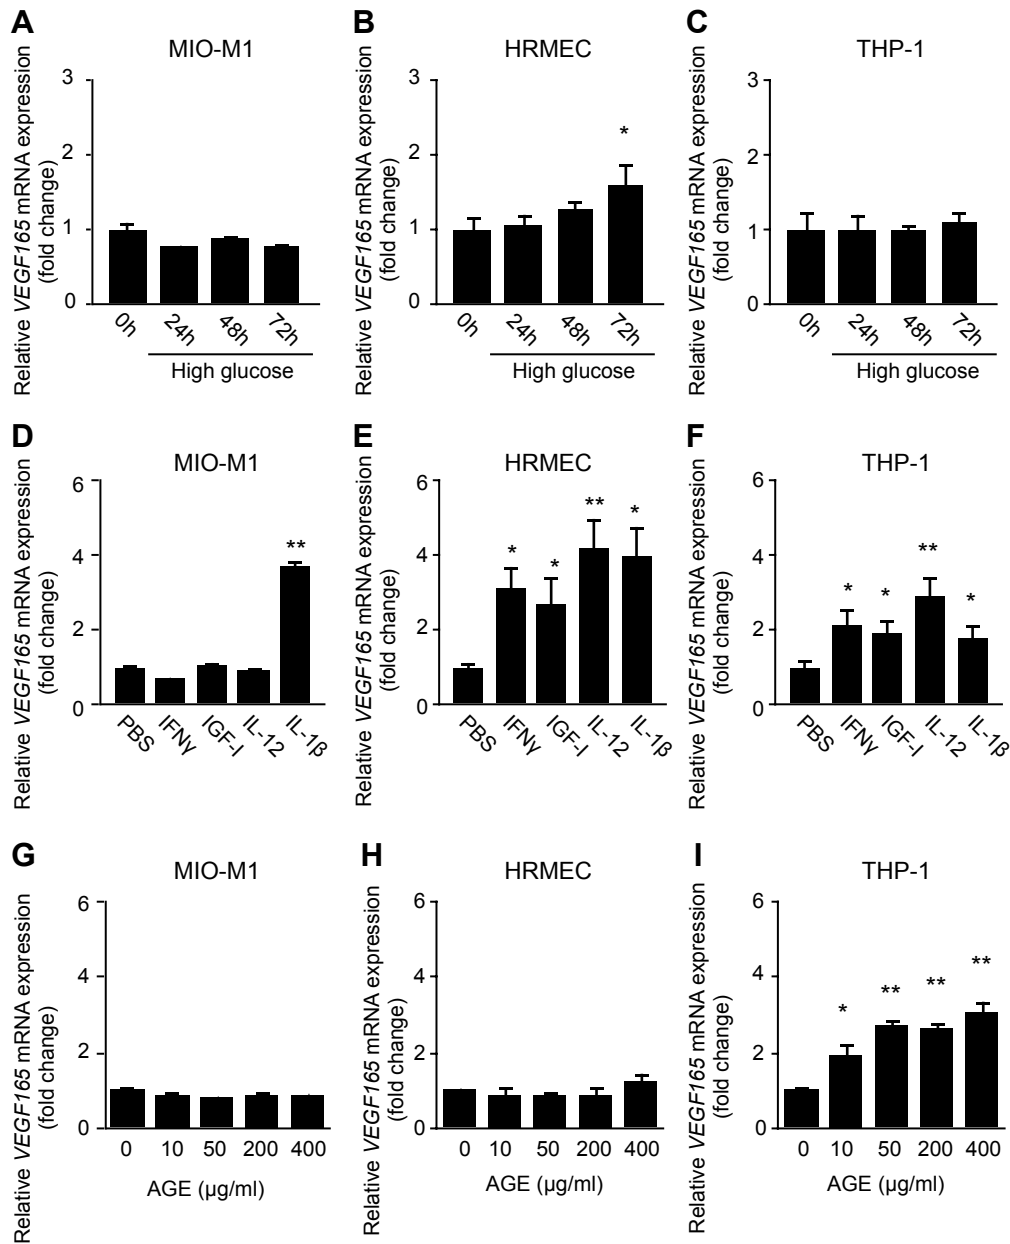 A
MIO-M1
Relative VEGF165 mRNA expression
(fold change)
3
2
1
0
0h
24h
48h
72h
High glucose
B
HRMEC
*
Relative VEGF165 mRNA expression
(fold change)
3
2
1
0
0h
24h
48h
72h
High glucose
C
THP-1
Relative VEGF165 mRNA expression
(fold change)
3
2
1
0
0h
24h
48h
72h
High glucose
D
MIO-M1
**
Relative VEGF165 mRNA expression
(fold change)
6
4
2
0
PBS
IFNγ
IGF-I
IL-12
IL-1β
E
HRMEC
* * ** *
Relative VEGF165 mRNA expression
(fold change)
6
4
2
0
PBS
IFNγ
IGF-I
IL-12
IL-1β
F
THP-1
* * ** *
Relative VEGF165 mRNA expression
(fold change)
6
4
2
0
PBS
IFNγ
IGF-I
IL-12
IL-1β
G
MIO-M1
Relative VEGF165 mRNA expression
(fold change)
6
4
2
0
0 10 50 200 400
AGE (μg/ml)
H
HRMEC
Relative VEGF165 mRNA expression
(fold change)
6
4
2
0
0 10 50 200 400
AGE (μg/ml)
I
THP-1
* ** ** **
Relative VEGF165 mRNA expression
(fold change)
6
4
2
0
0 10 50 200 400
AGE (μg/ml)